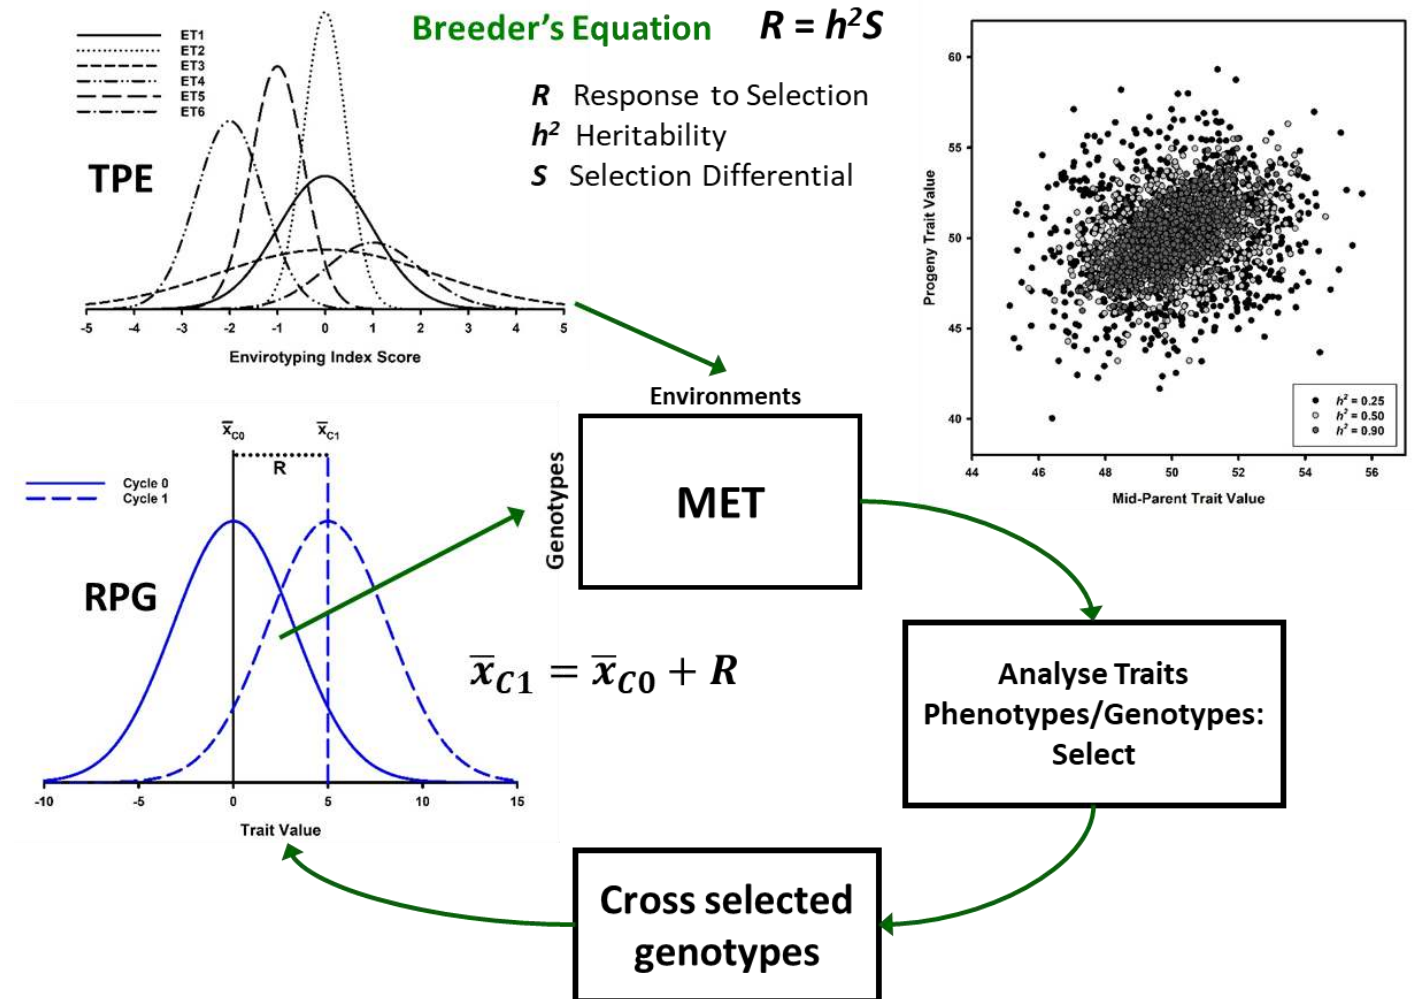 ET1
ET2
ET3
ET4
ET5
ET6
TPE
-5 -4 -3 -2 -1 0 1 2 3 4 5
Envirotyping Index Score
Breeder's Equation R = h²S
R Response to Selection
h² Heritability
S Selection Differential
60
55
50
45
40
Progeny Trait Value
44 46 48 50 52 54 56
Mid-Parent Trait Value
h² = 0.25
h² = 0.50
h² = 0.90
Environments
Genotypes
MET
x̄C0 x̄C1
R
Cycle 0
Cycle 1
RPG
-10 -5 0 5 10 15
Trait Value
x̄C1 = x̄C0 + R
Analyse Traits
Phenotypes/Genotypes:
Select
Cross selected
genotypes